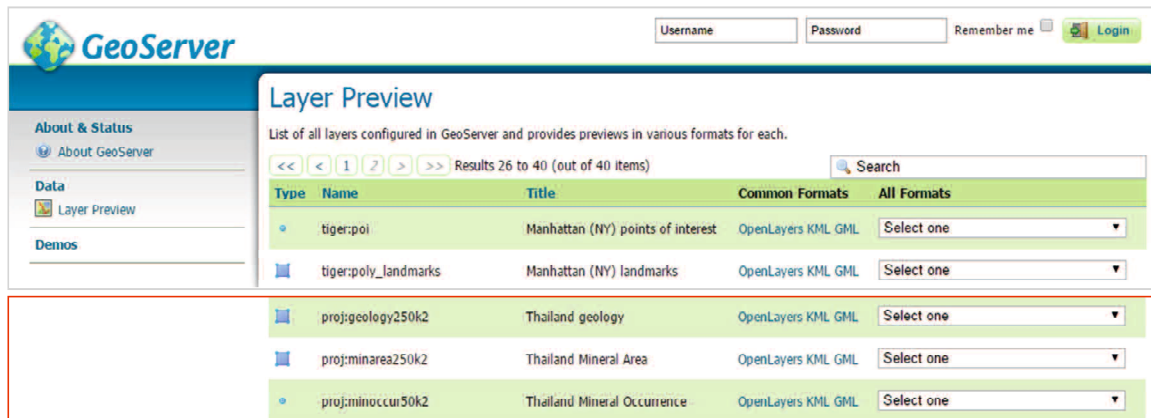 GeoServer
Username Password Remember me Login
Layer Preview
About & Status
About GeoServer
Data
Layer Preview
Demos
List of all layers configured in GeoServer and provides previews in various formats for each.
<< < 1 2 > >> Results 26 to 40 (out of 40 items) Search
Type Name Title Common Formats All Formats
tiger:poi Manhattan (NY) points of interest OpenLayers KML GML Select one
tiger:poly_landmarks Manhattan (NY) landmarks OpenLayers KML GML Select one
proj:geology250k2 Thailand geology OpenLayers KML GML Select one
proj:minarea250k2 Thailand Mineral Area OpenLayers KML GML Select one
proj:minoccur50k2 Thailand Mineral Occurrence OpenLayers KML GML Select one